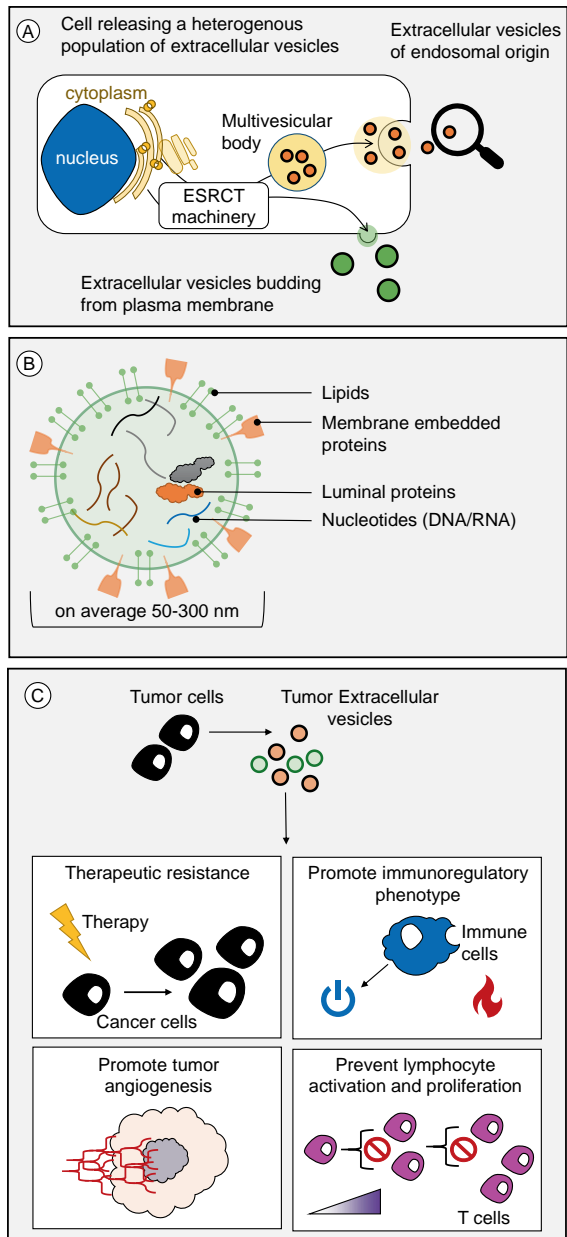 A
Cell releasing a heterogenous
population of extracellular vesicles
Extracellular vesicles
of endosomal origin
cytoplasm
nucleus
Multivesicular
body
ESRCT
machinery
Extracellular vesicles budding
from plasma membrane
B
Lipids
Membrane embedded
proteins
Luminal proteins
Nucleotides (DNA/RNA)
on average 50-300 nm
C
Tumor cells
Tumor Extracellular
vesicles
Therapeutic resistance
Therapy
Cancer cells
Promote immunoregulatory
phenotype
Immune
cells
Promote tumor
angiogenesis
Prevent lymphocyte
activation and proliferation
T cells